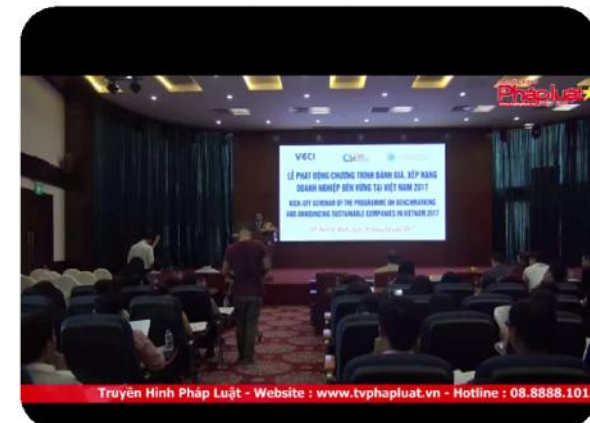 Pháp luật
VCCI
CSI
LỄ PHÁT ĐỘNG CHƯƠNG TRÌNH ĐÁNH GIÁ, XẾP HẠNG
DOANH NGHIỆP BỀN VỮNG TẠI VIỆT NAM 2017
KICK-OFF SEMINAR OF THE PROGRAMME ON BENCHMARKING
AND ANNOUNCING SUSTAINABLE COMPANIES IN VIETNAM 2017
Truyền Hình Pháp Luật - Website : www.tvphapluat.vn - Hotline : 08.8888.101